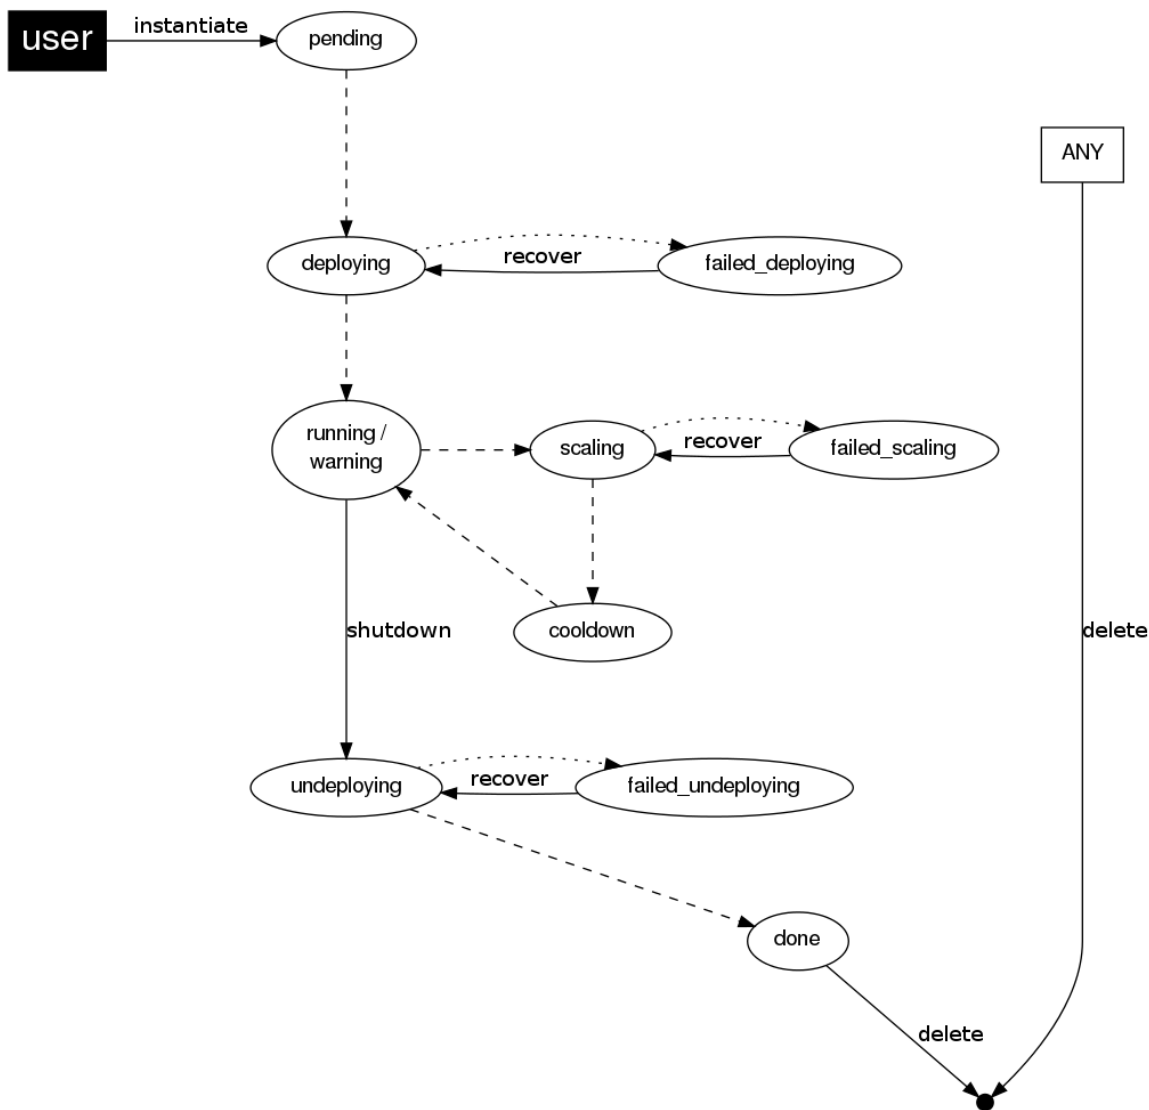 user
instantiate
pending
ANY
deploying
recover
failed_deploying
running /
warning
scaling
recover
failed_scaling
cooldown
shutdown
delete
undeploying
recover
failed_undeploying
done
delete